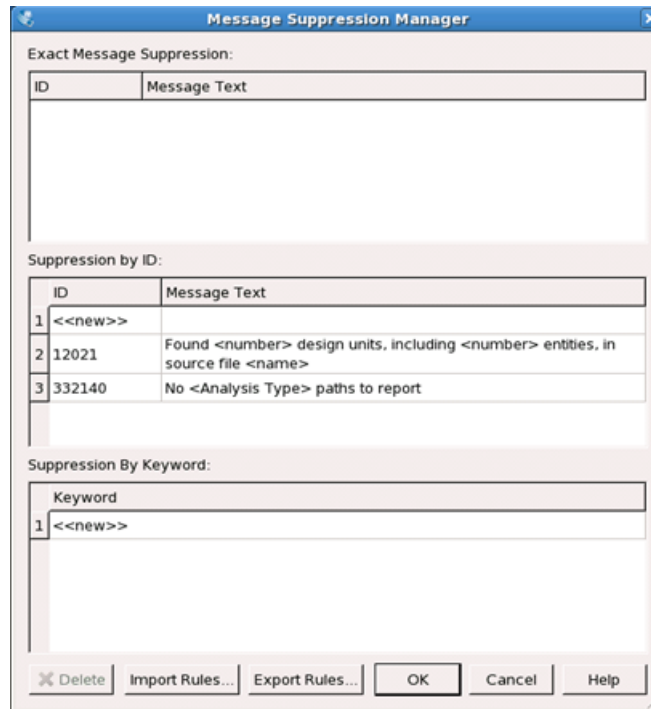 Message Suppression Manager
Exact Message Suppression:
ID Message Text
Suppression by ID:
ID Message Text
1 <<new>>
2 12021 Found <number> design units, including <number> entities, in
source file <name>
3 332140 No <Analysis Type> paths to report
Suppression By Keyword:
Keyword
1 <<new>>
Delete Import Rules... Export Rules... OK Cancel Help